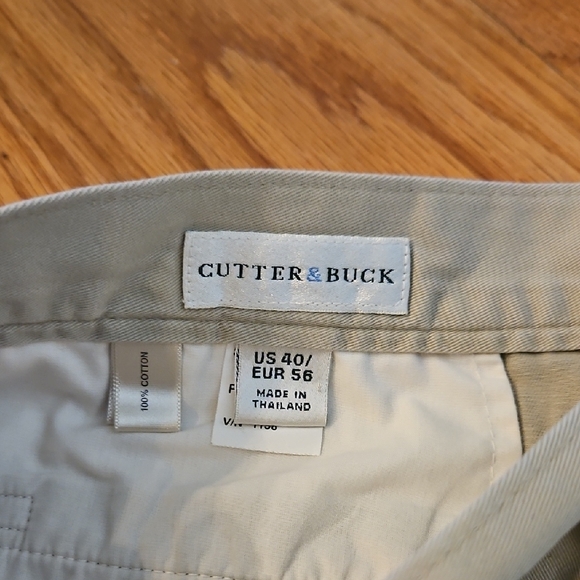 CUTTER & BUCK
100% COTTON
US 40/
EUR 56
MADE IN
THAILAND